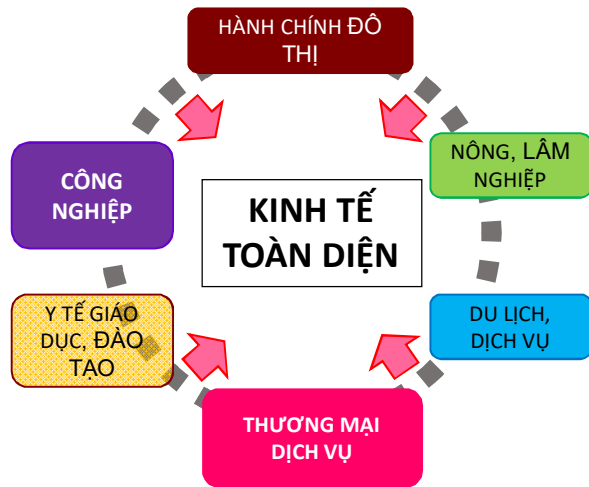 HÀNH CHÍNH ĐÔ
THỊ
CÔNG
NGHIỆP
NÔNG, LÂM
NGHIỆP
KINH TẾ
TOÀN DIỆN
Y TẾ GIÁO
DỤC, ĐÀO
TẠO
DU LỊCH,
DỊCH VỤ
THƯƠNG MẠI
DỊCH VỤ